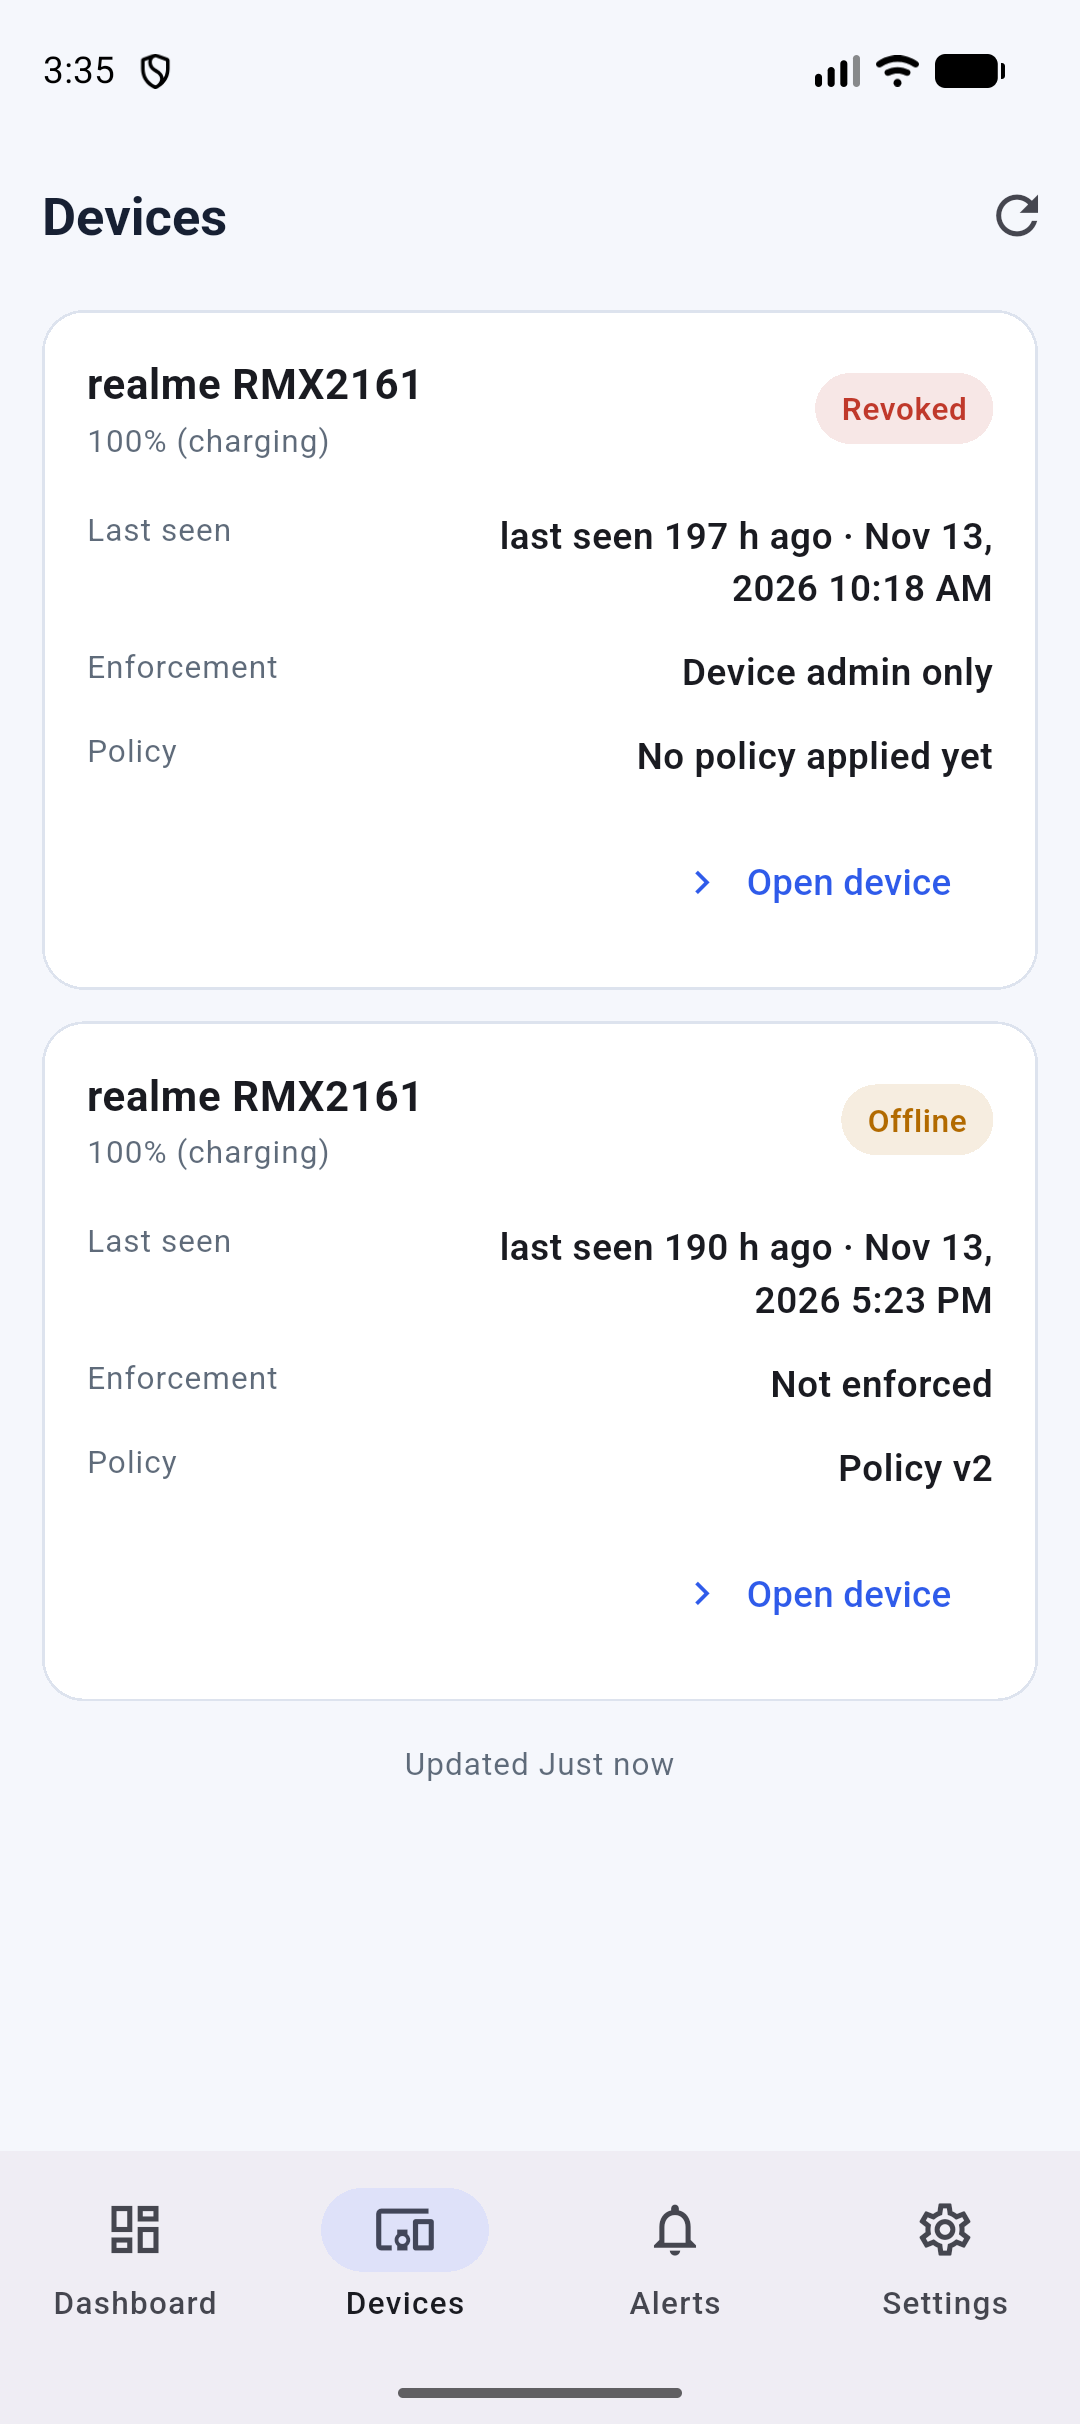 3:35
Devices
realme RMX2161
Revoked
100% (charging)
Last seen
last seen 197 h ago · Nov 13,
2026 10:18 AM
Enforcement
Device admin only
Policy
No policy applied yet
Open device
realme RMX2161
Offline
100% (charging)
Last seen
last seen 190 h ago · Nov 13,
2026 5:23 PM
Enforcement
Not enforced
Policy
Policy v2
Open device
Updated Just now
Dashboard
Devices
Alerts
Settings